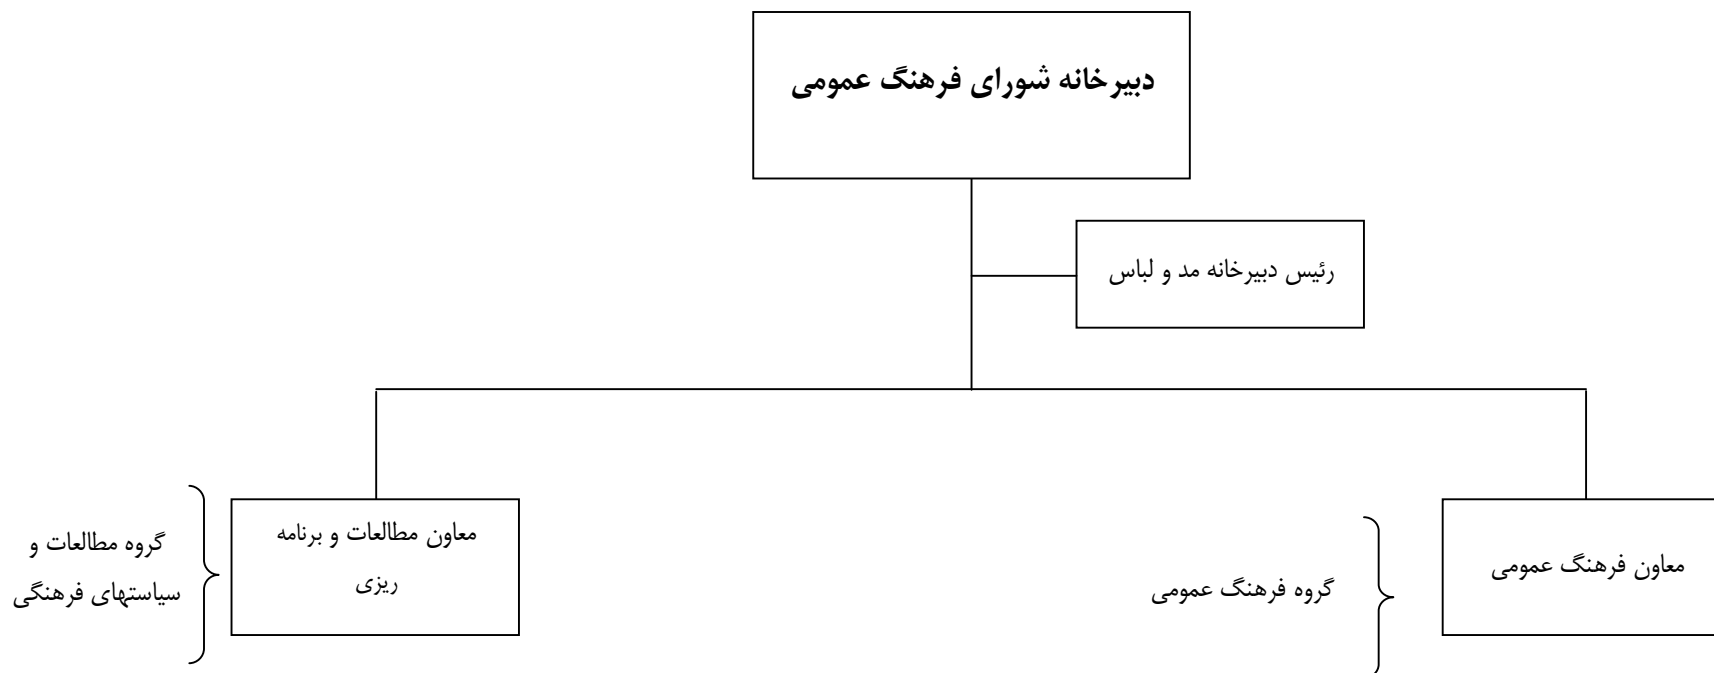 دبیرخانه شورای فرهنگ عمومی
رئیس دبیرخانه مد و لباس
معاون فرهنگ عمومی
گروه فرهنگ عمومی
معاون مطالعات و برنامه
ریزی
گروه مطالعات و
سیاستهای فرهنگی